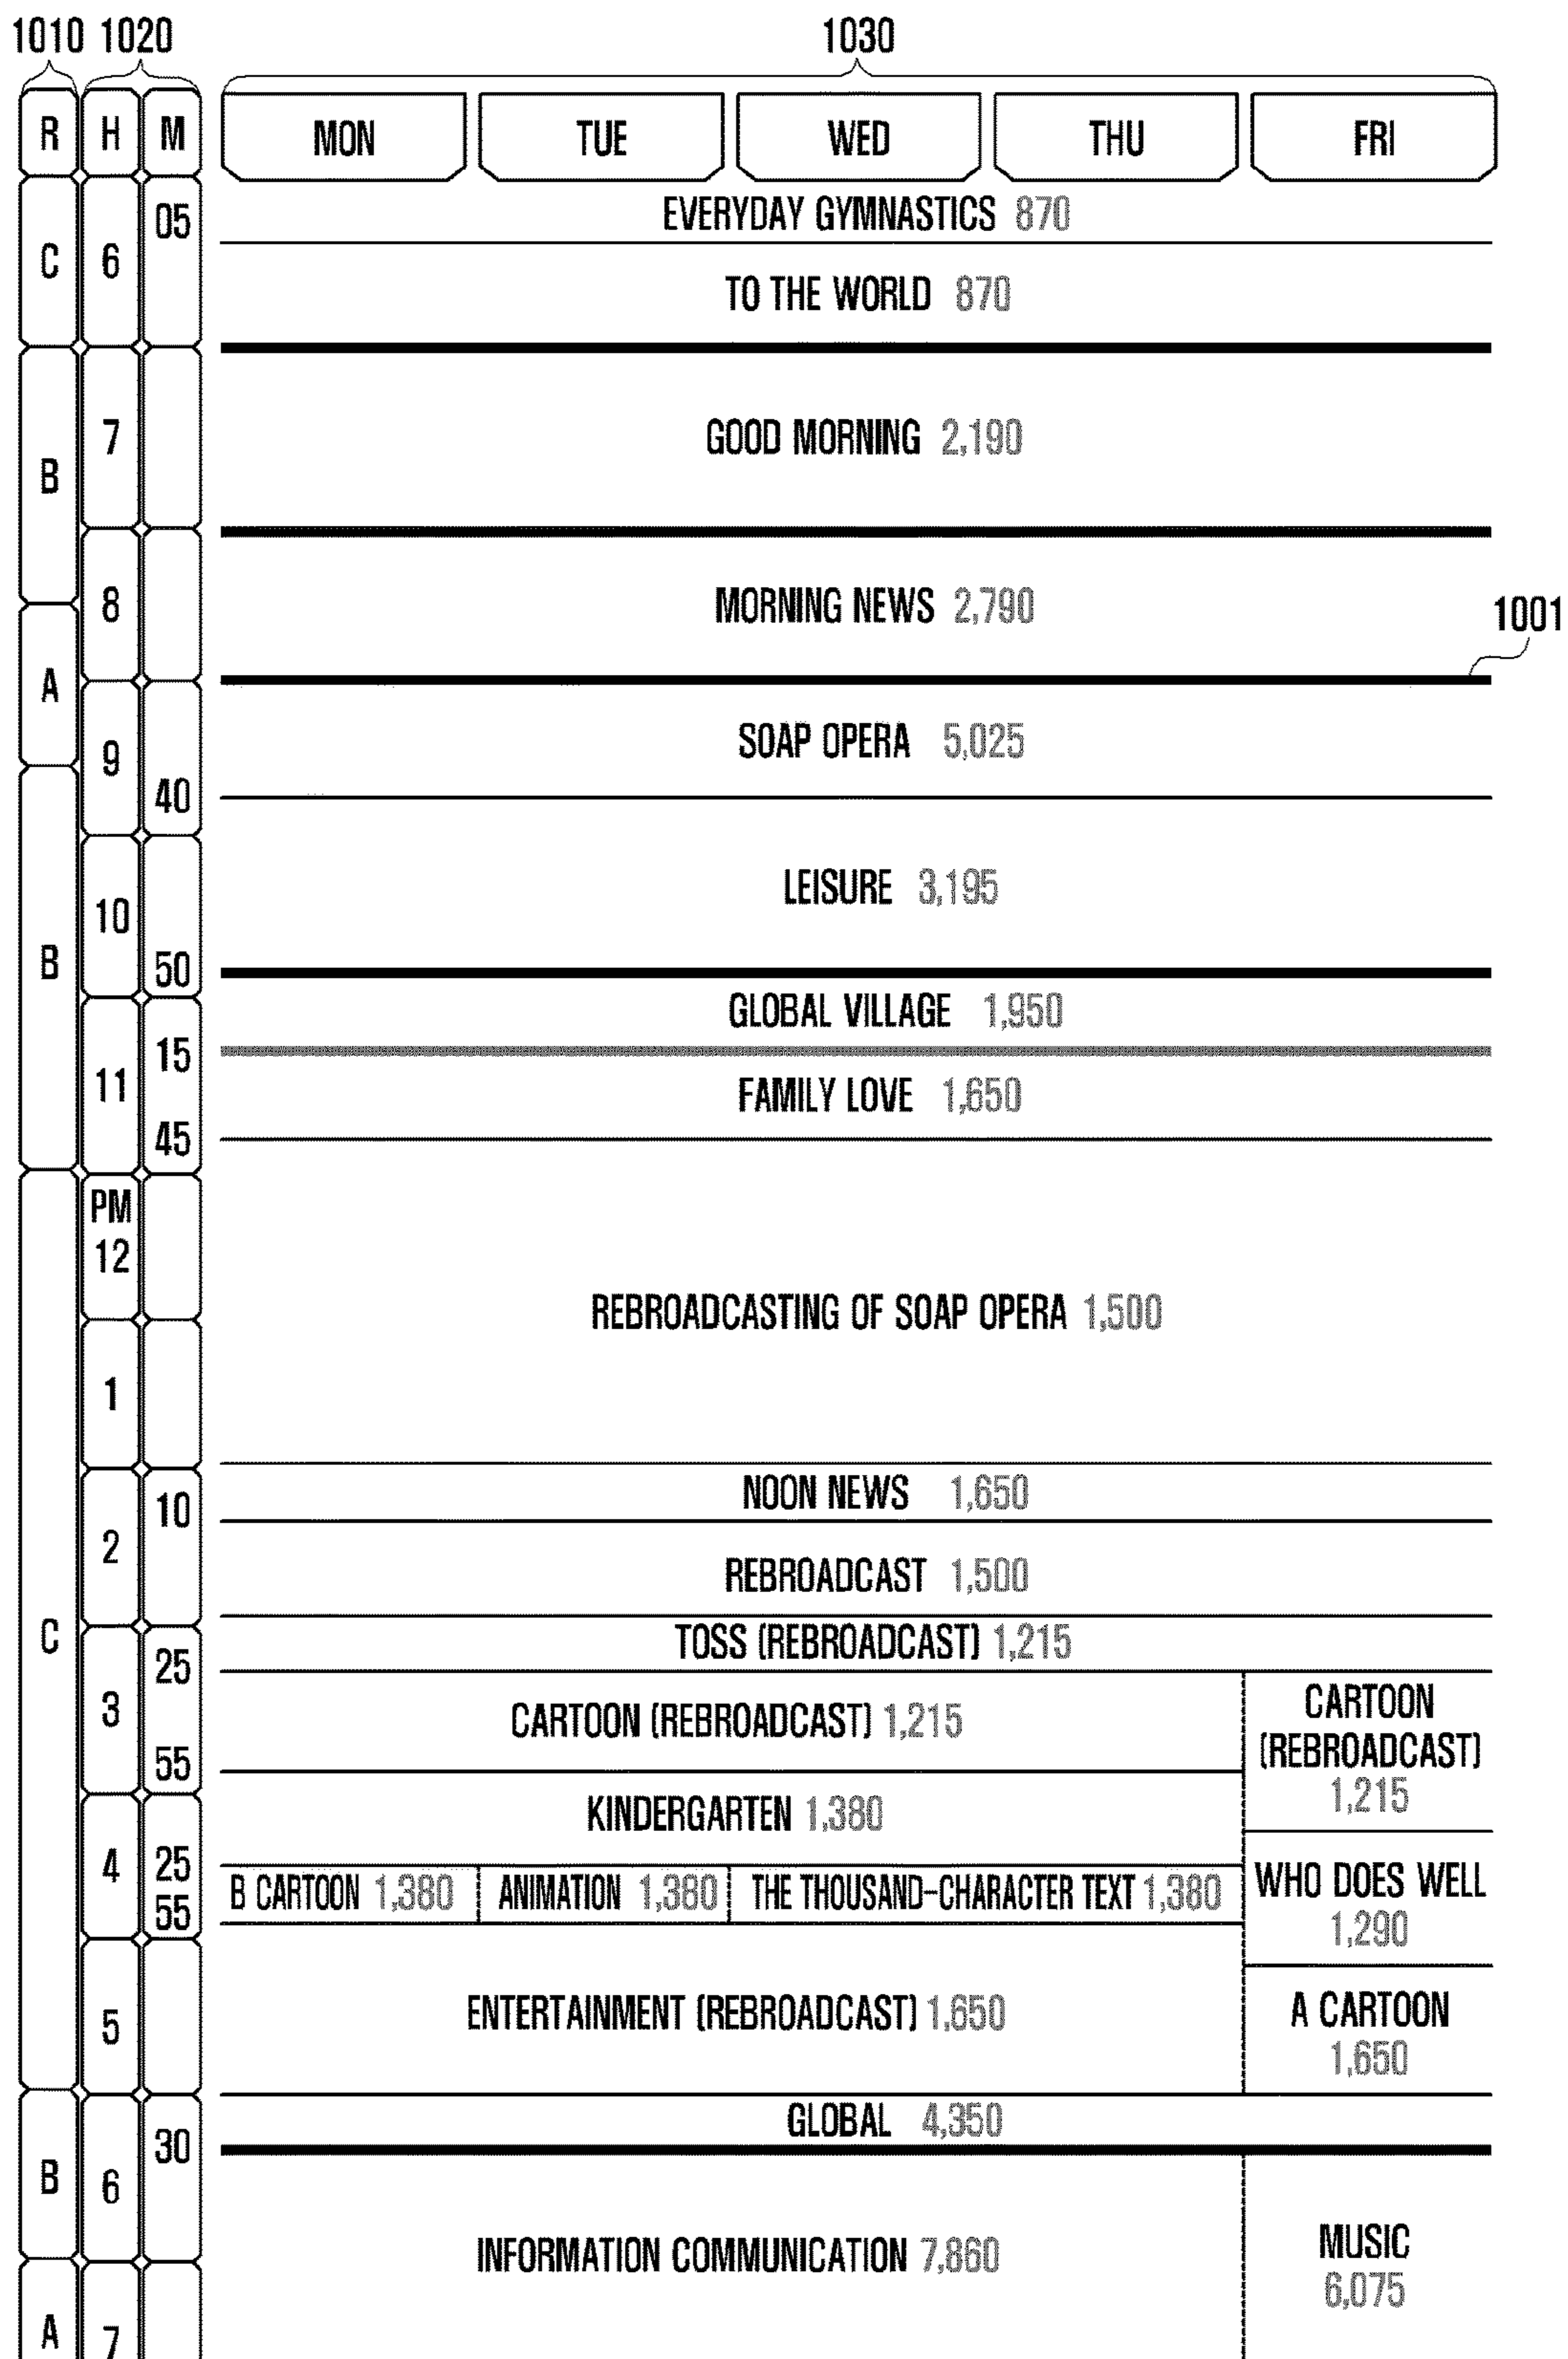 1010 1020 1030
R H M MON TUE WED THU FRI
05 EVERYDAY GYMNASTICS 870
C 6
TO THE WORLD 870
7 GOOD MORNING 2,190
B
8 MORNING NEWS 2,790
1001
A
SOAP OPERA 5,025
9
40
LEISURE 3,195
10
B 50
GLOBAL VILLAGE 1,950
15
11 FAMILY LOVE 1,650
45
PM
12
REBROADCASTING OF SOAP OPERA 1,500
1
NOON NEWS 1,650
10
2 REBROADCAST 1,500
C TOSS (REBROADCAST) 1,215
25
3 CARTOON (REBROADCAST) 1,215
CARTOON
(REBROADCAST)
1,215
55
KINDERGARTEN 1,380
4 25
WHO DOES WELL
1,290
B CARTOON 1,380 ANIMATION 1,380 THE THOUSAND-CHARACTER TEXT 1,380
55
5 ENTERTAINMENT (REBROADCAST) 1,650
A CARTOON
1,650
GLOBAL 4,350
30
B 6
INFORMATION COMMUNICATION 7,860
MUSIC
6,075
A 7